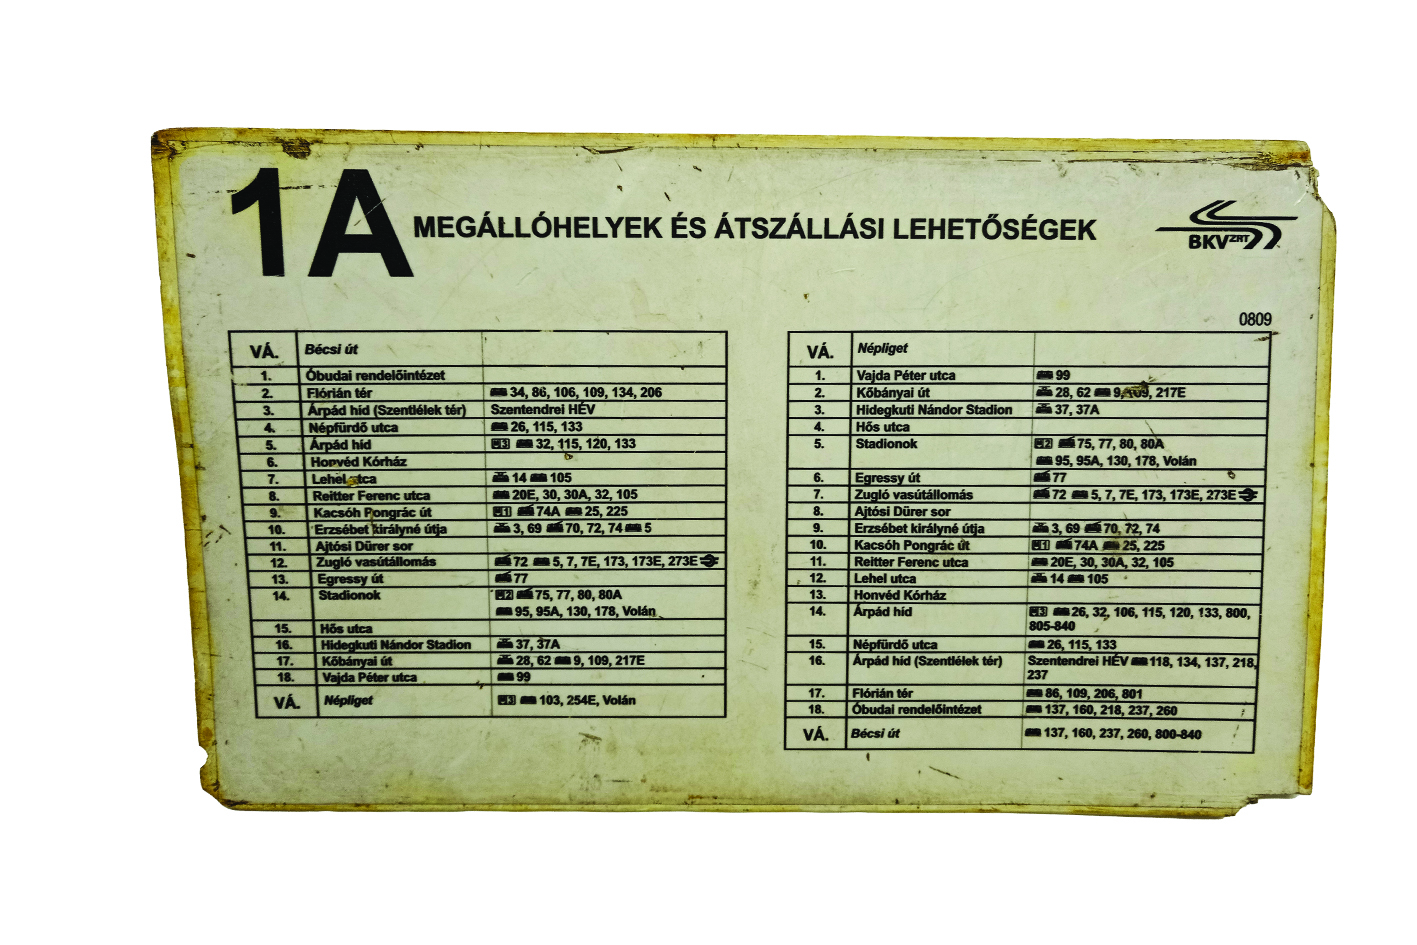 1A MEGÁLLÓHELYEK ÉS ÁTSZÁLLÁSI LEHETŐSÉGEK
BKV ZRT
0809
VÁ. Bécsi út
1. Óbudai rendelőintézet
2. Flórián tér 34, 86, 106, 109, 134, 206
3. Árpád híd (Szentlélek tér) Szentendrei HÉV
4. Népfürdő utca 26, 115, 133
5. Árpád híd M3 32, 115, 120, 133
6. Honvéd Kórház
7. Lehel utca 14 105
8. Reitter Ferenc utca 20E, 30, 30A, 32, 105
9. Kacsóh Pongrác út M1 74A 25, 225
10. Erzsébet királyné útja 3, 69 70, 72, 74 5
11. Ajtósi Dürer sor
12. Zugló vasútállomás 72 5, 7, 7E, 173, 173E, 273E
13. Egressy út 77
14. Stadionok M2 75, 77, 80, 80A
95, 95A, 130, 178, Volán
15. Hős utca
16. Hidegkuti Nándor Stadion 37, 37A
17. Kőbányai út 28, 62 9, 109, 217E
18. Vajda Péter utca 99
VÁ. Népliget M3 103, 254E, Volán
VÁ. Népliget
1. Vajda Péter utca 99
2. Kőbányai út 28, 62 9, 109, 217E
3. Hidegkuti Nándor Stadion 37, 37A
4. Hős utca
5. Stadionok M2 75, 77, 80, 80A
95, 95A, 130, 178, Volán
6. Egressy út 77
7. Zugló vasútállomás 72 5, 7, 7E, 173, 173E, 273E
8. Ajtósi Dürer sor
9. Erzsébet királyné útja 3, 69 70, 72, 74
10. Kacsóh Pongrác út M1 74A 25, 225
11. Reitter Ferenc utca 20E, 30, 30A, 32, 105
12. Lehel utca 14 105
13. Honvéd Kórház
14. Árpád híd M3 26, 32, 106, 115, 120, 133, 800,
805-840
15. Népfürdő utca 26, 115, 133
16. Árpád híd (Szentlélek tér) Szentendrei HÉV 118, 134, 137, 218,
237
17. Flórián tér 86, 109, 206, 801
18. Óbudai rendelőintézet 137, 160, 218, 237, 260
VÁ. Bécsi út 137, 160, 237, 260, 800-840